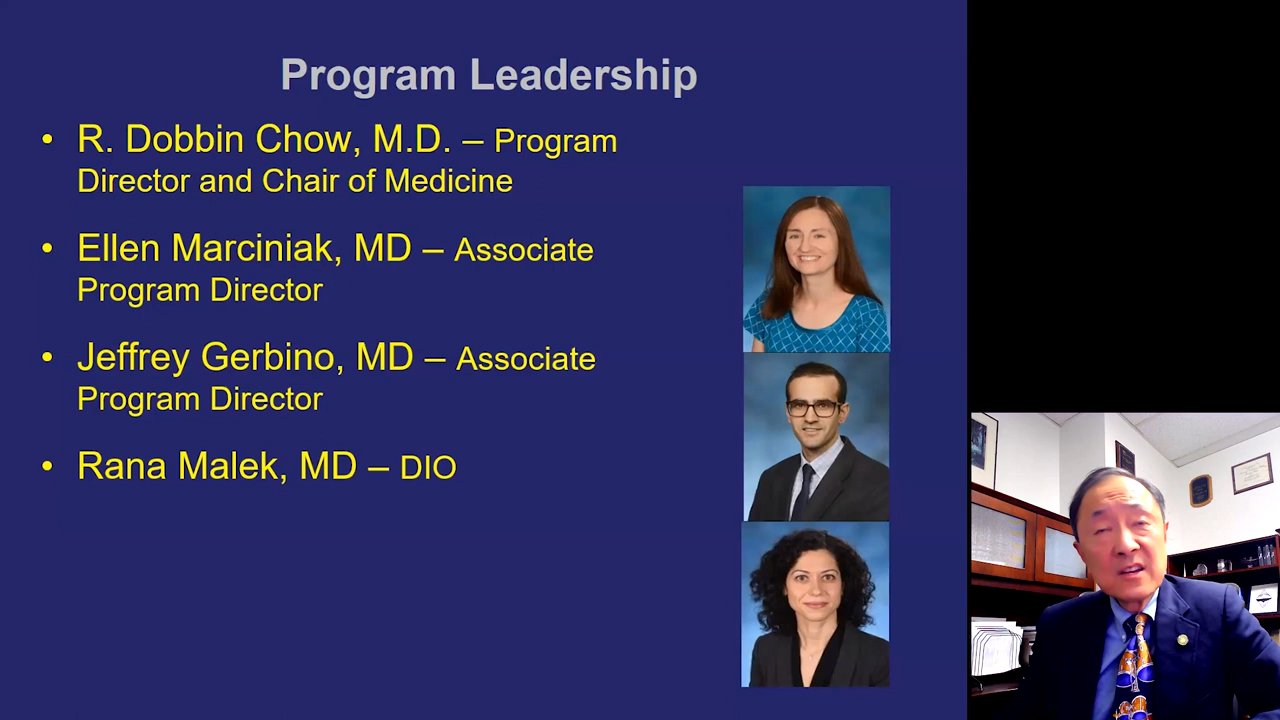 Program Leadership
• R. Dobbin Chow, M.D. – Program
Director and Chair of Medicine
• Ellen Marciniak, MD – Associate
Program Director
• Jeffrey Gerbino, MD – Associate
Program Director
• Rana Malek, MD – DIO